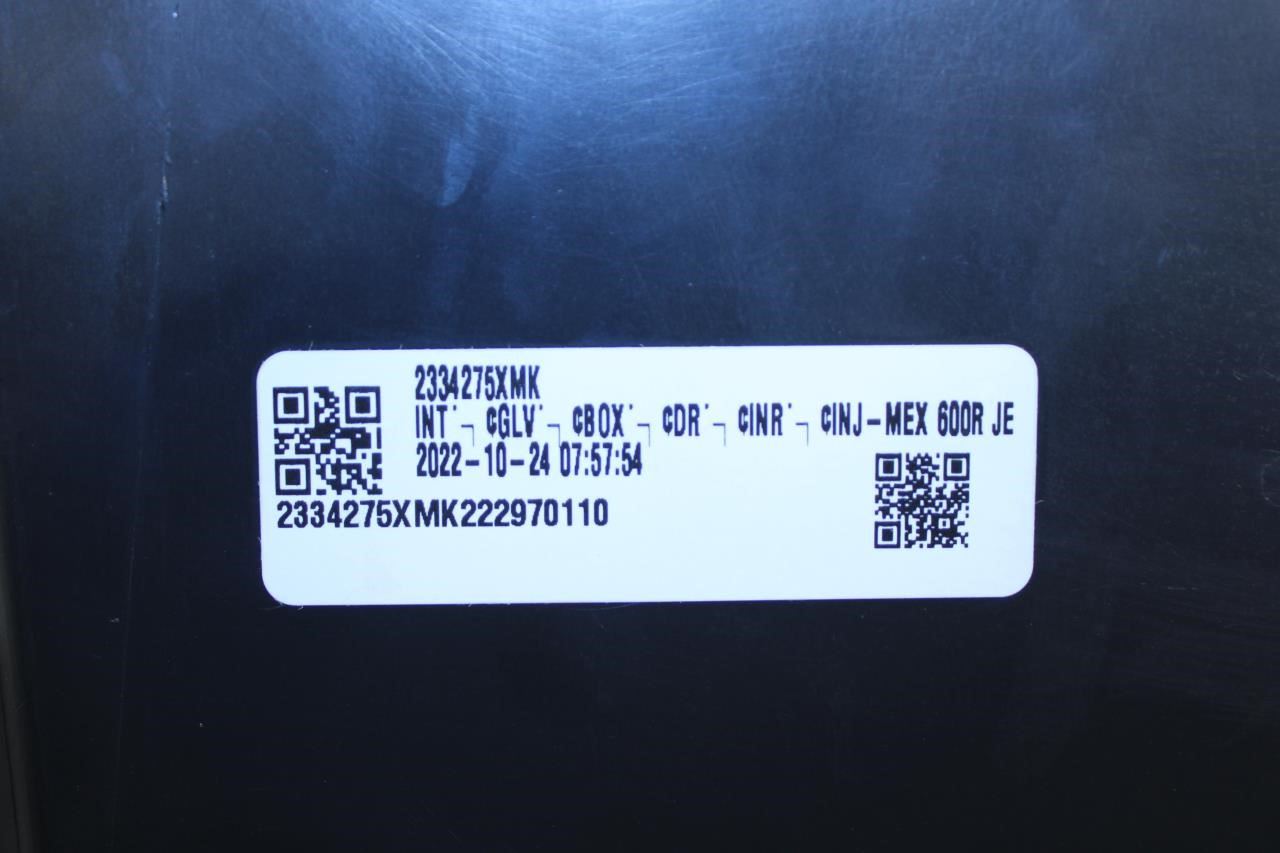 2334275XMK
INT˙¬ ¢GLV˙¬ ¢BOX˙¬ ¢DR˙¬ ¢INR˙¬ ¢INJ-MEX 600R JE
2022-10-24 07:57:54
2334275XMK222970110